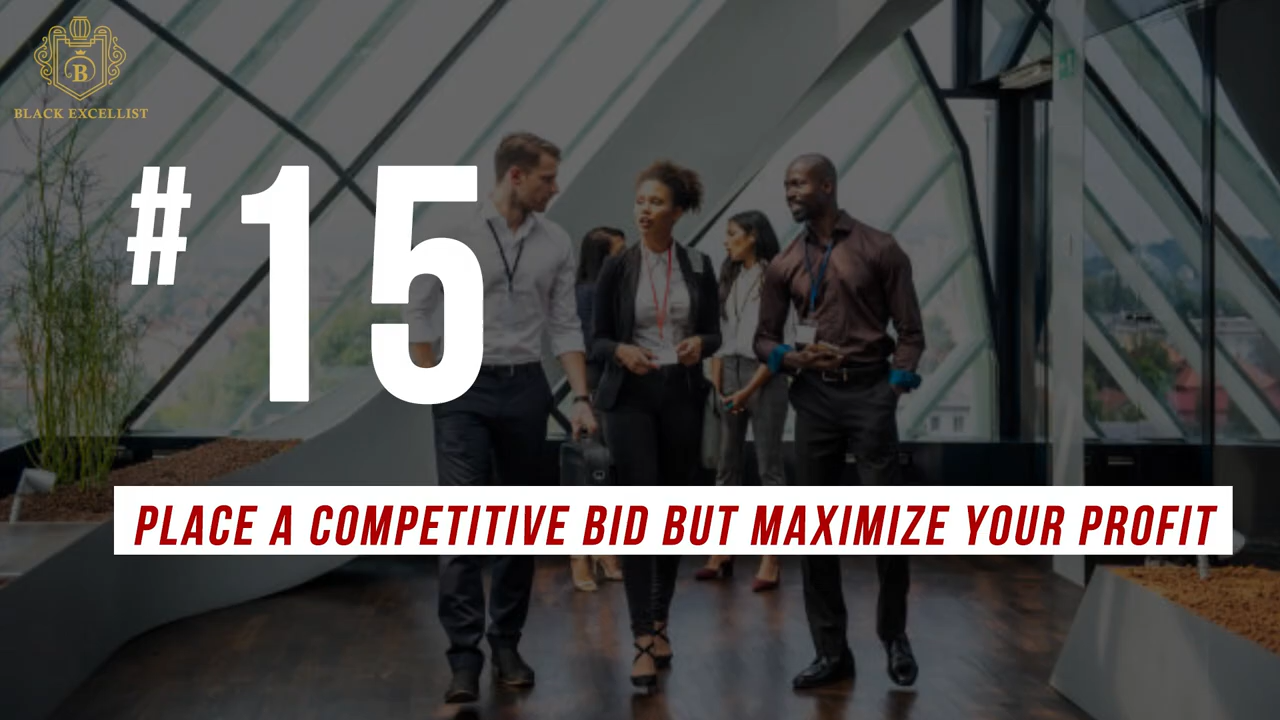 B
BLACK EXCELLIST
#15
PLACE A COMPETITIVE BID BUT MAXIMIZE YOUR PROFIT